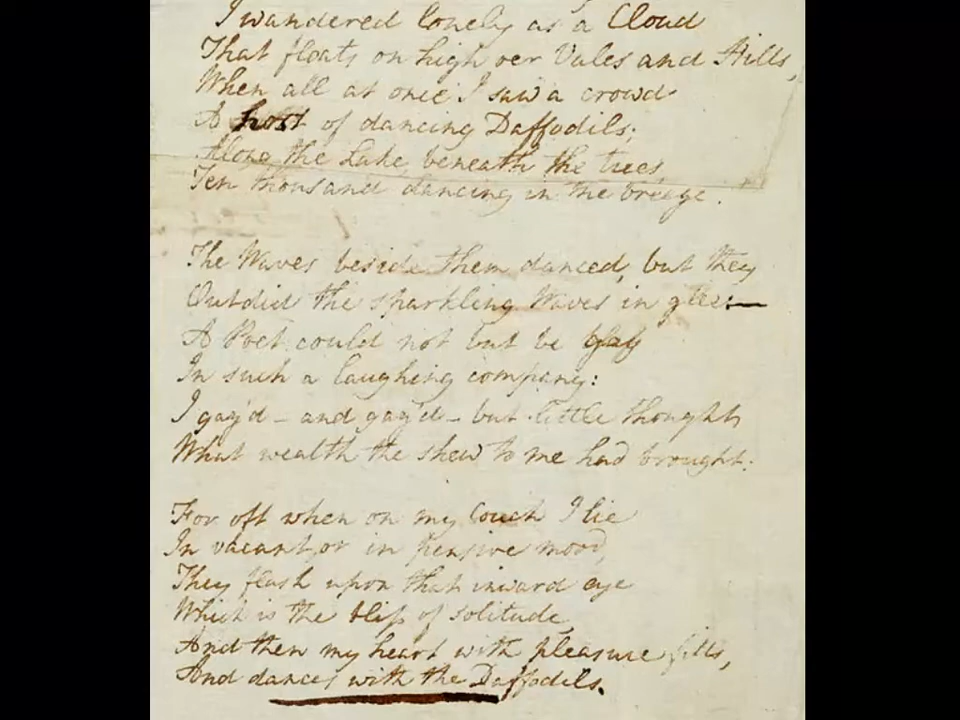 I wandered lonely as a Cloud
That floats on high oer Vales and Hills,
When all at once I saw a crowd
A host of dancing Daffodils;
Along the Lake, beneath the trees,
Ten thousand dancing in the breeze.
The Waves beside them danced, but they
Outdid the sparkling Waves in glee:—
A Poet could not but be gay
In such a laughing company:
I gaz'd – and gaz'd – but little thought
What wealth the shew to me had brought:
For oft when on my Couch I lie
In vacant, or in pensive mood,
They flash upon that inward eye
Which is the bliss of solitude,
And then my heart with pleasure fills,
And dances with the Daffodils.